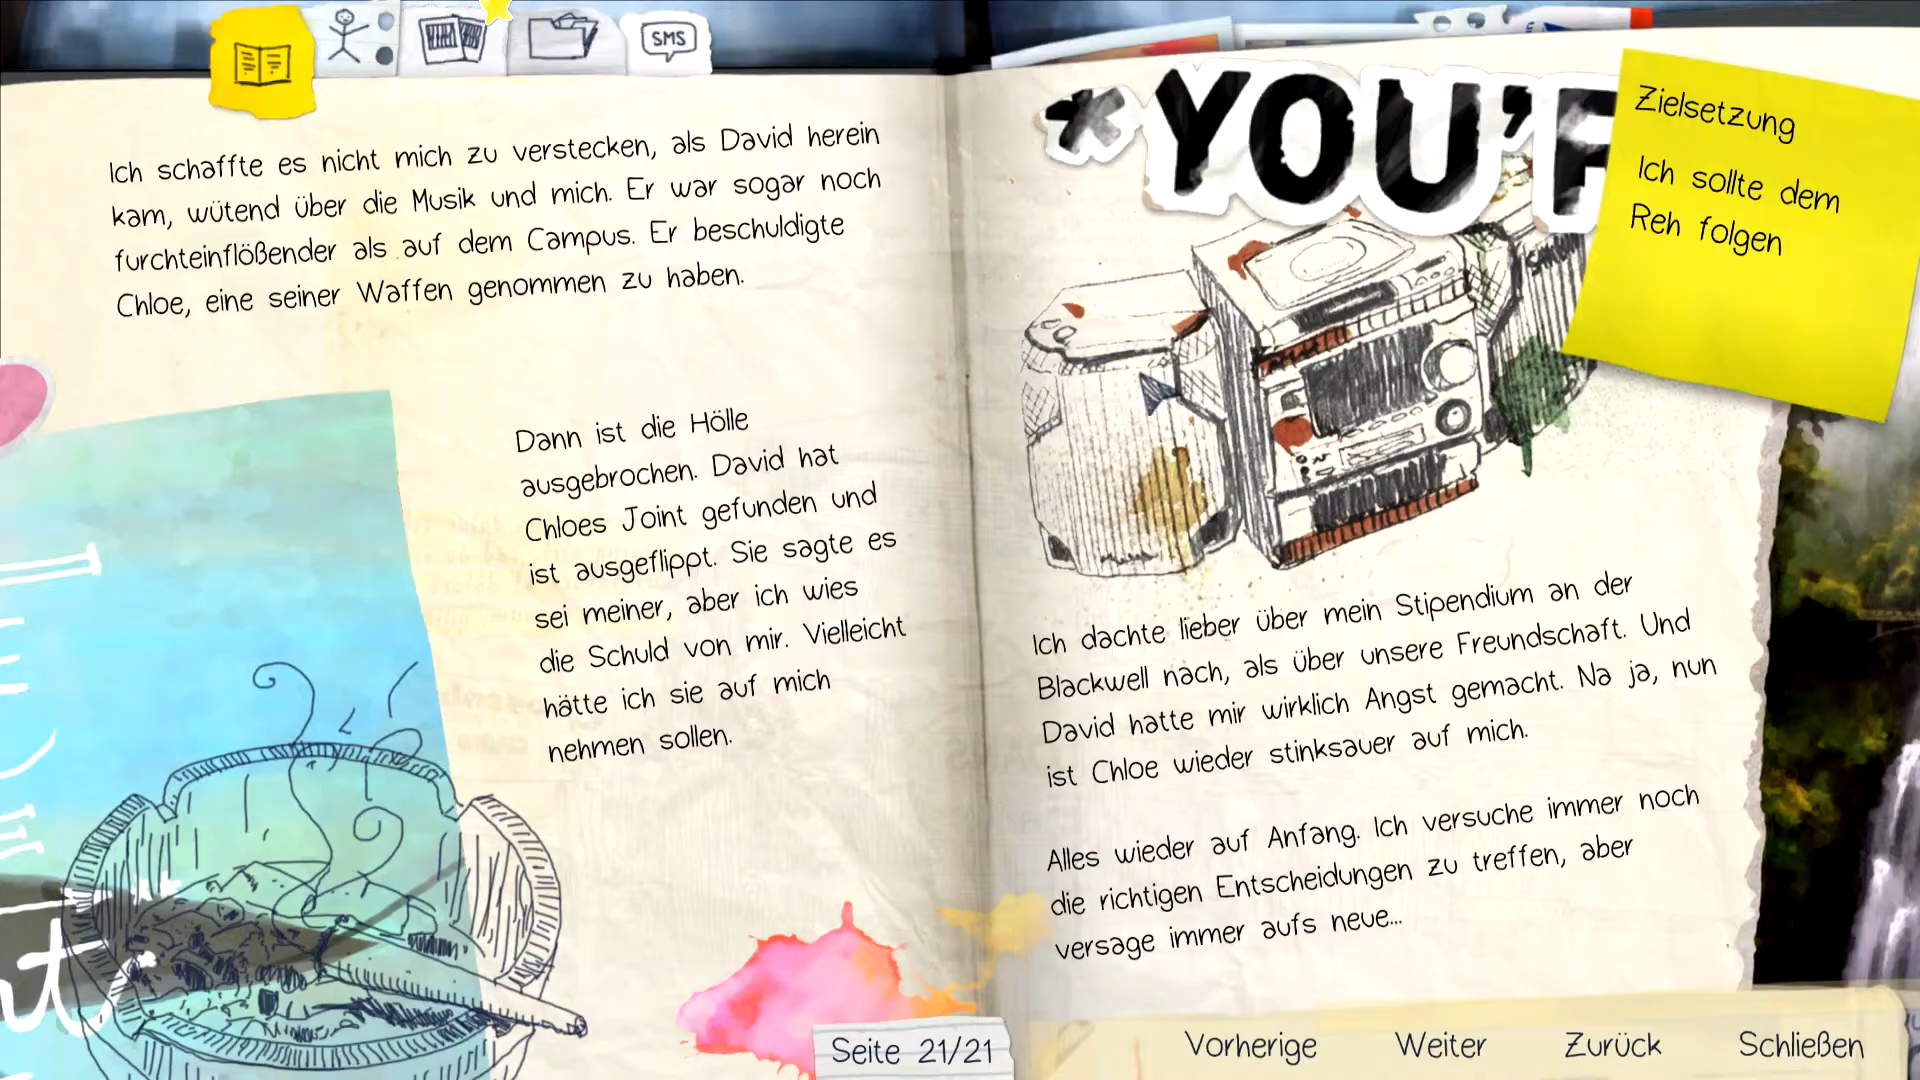 SMS
Ich schaffte es nicht mich zu verstecken, als David herein
kam, wütend über die Musik und mich. Er war sogar noch
furchteinflößender als auf dem Campus. Er beschuldigte
Chloe, eine seiner Waffen genommen zu haben.
Dann ist die Hölle
ausgebrochen. David hat
Chloes Joint gefunden und
ist ausgeflippt. Sie sagte es
sei meiner, aber ich wies
die Schuld von mir. Vielleicht
hätte ich sie auf mich
nehmen sollen.
*YOU'R
Zielsetzung
Ich sollte dem
Reh folgen
Ich dachte lieber über mein Stipendium an der
Blackwell nach, als über unsere Freundschaft. Und
David hatte mir wirklich Angst gemacht. Na ja, nun
ist Chloe wieder stinksauer auf mich.
Alles wieder auf Anfang. Ich versuche immer noch
die richtigen Entscheidungen zu treffen, aber
versage immer aufs neue...
Seite 21/21
Vorherige
Weiter
Zurück
Schließen